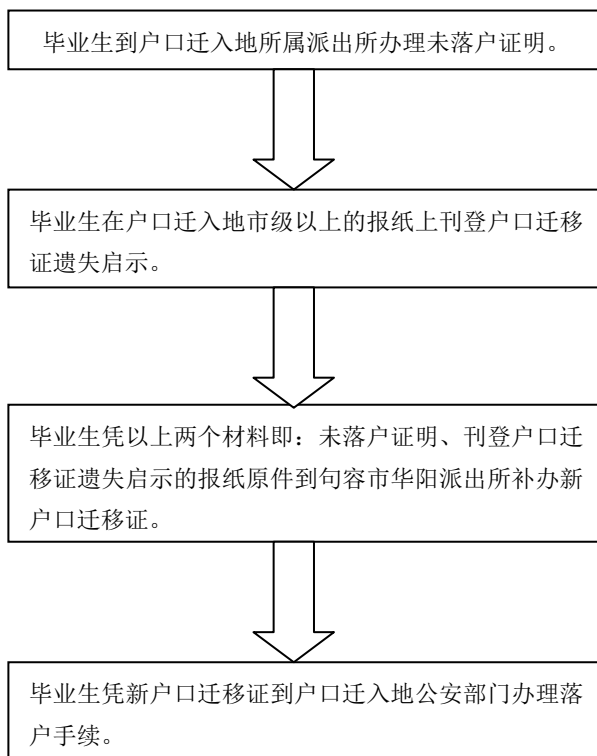 毕业生到户口迁入地所属派出所办理未落户证明。
毕业生在户口迁入地市级以上的报纸上刊登户口迁移
证遗失启示。
毕业生凭以上两个材料即：未落户证明、刊登户口迁
移证遗失启示的报纸原件到句容市华阳派出所补办新
户口迁移证。
毕业生凭新户口迁移证到户口迁入地公安部门办理落
户手续。